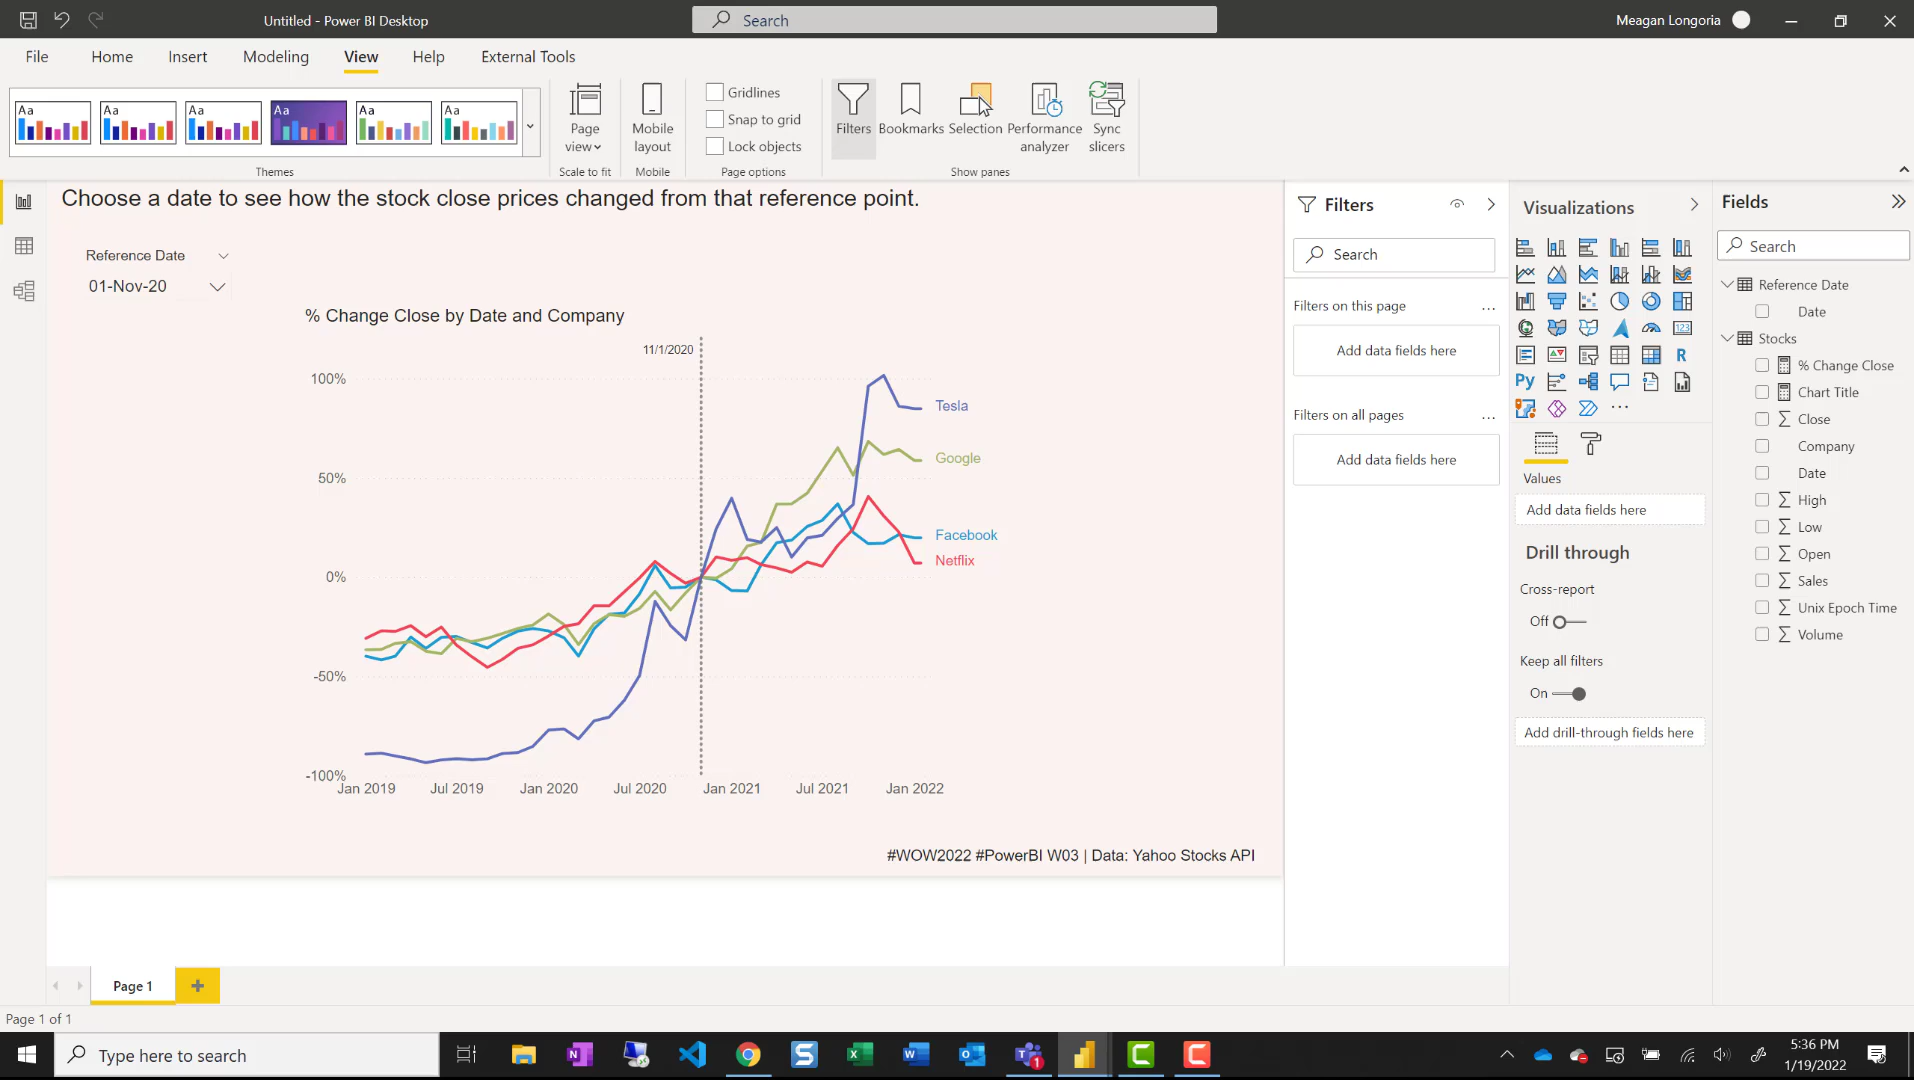 Untitled - Power BI Desktop
Search
Meagan Longoria
File
Home
Insert
Modeling
View
Help
External Tools
Aa
Aa
Aa
Aa
Aa
Aa
Page view
Mobile layout
Gridlines
Snap to grid
Lock objects
Filters
Bookmarks
Selection
Performance analyzer
Sync slicers
Themes
Scale to fit
Mobile
Page options
Show panes
Choose a date to see how the stock close prices changed from that reference point.
Reference Date
01-Nov-20
% Change Close by Date and Company
11/1/2020
100%
50%
0%
-50%
-100%
Tesla
Google
Facebook
Netflix
Jan 2019
Jul 2019
Jan 2020
Jul 2020
Jan 2021
Jul 2021
Jan 2022
#WOW2022 #PowerBI W03 | Data: Yahoo Stocks API
Filters
Search
Filters on this page
...
Add data fields here
Filters on all pages
...
Add data fields here
Visualizations
123
R
Py
...
Values
Add data fields here
Drill through
Cross-report
Off
Keep all filters
On
Add drill-through fields here
Fields
Search
Reference Date
Date
Stocks
% Change Close
Chart Title
Close
Company
Date
High
Low
Open
Sales
Unix Epoch Time
Volume
Page 1
+
Page 1 of 1
Type here to search
5:36 PM
1/19/2022